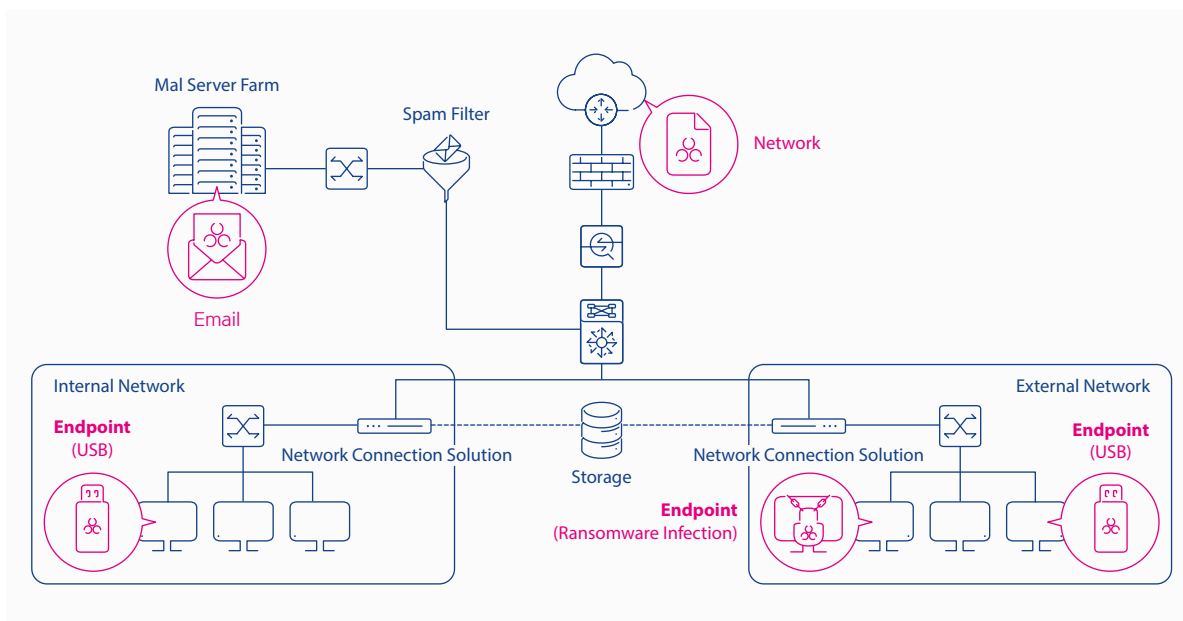 Mal Server Farm
Spam Filter
Network
Email
Internal Network
External Network
Endpoint
(USB)
Endpoint
(USB)
Network Connection Solution
Network Connection Solution
Storage
Endpoint
(Ransomware Infection)